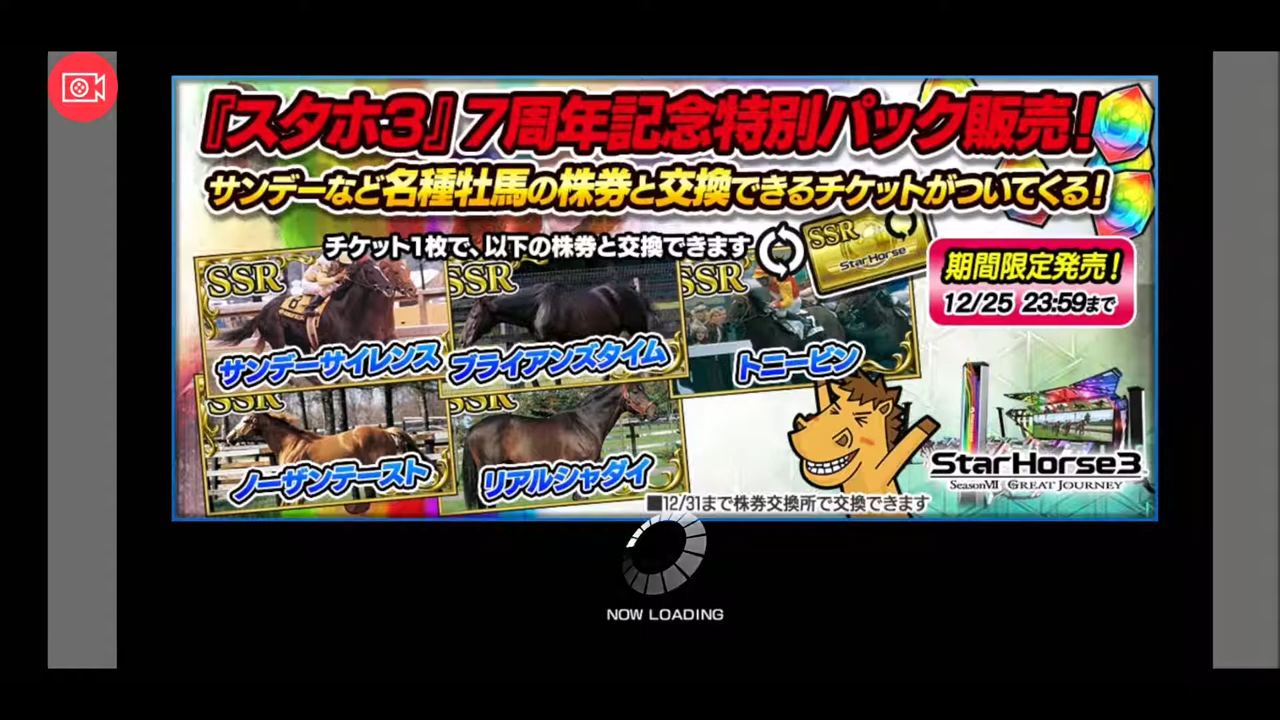 『スタホ3』7周年記念特別パック販売！
サンデーなど名種牡馬の株券と交換できるチケットがついてくる！
チケット1枚で、以下の株券と交換できます
SSR
StarHorse
期間限定発売！
12/25 23:59まで
SSR
サンデーサイレンス
SSR
ブライアンズタイム
SSR
トニービン
SSR
ノーザンテースト
SSR
リアルシャダイ
StarHorse3
SeasonVII GREAT JOURNEY
■12/31まで株券交換所で交換できます
NOW LOADING